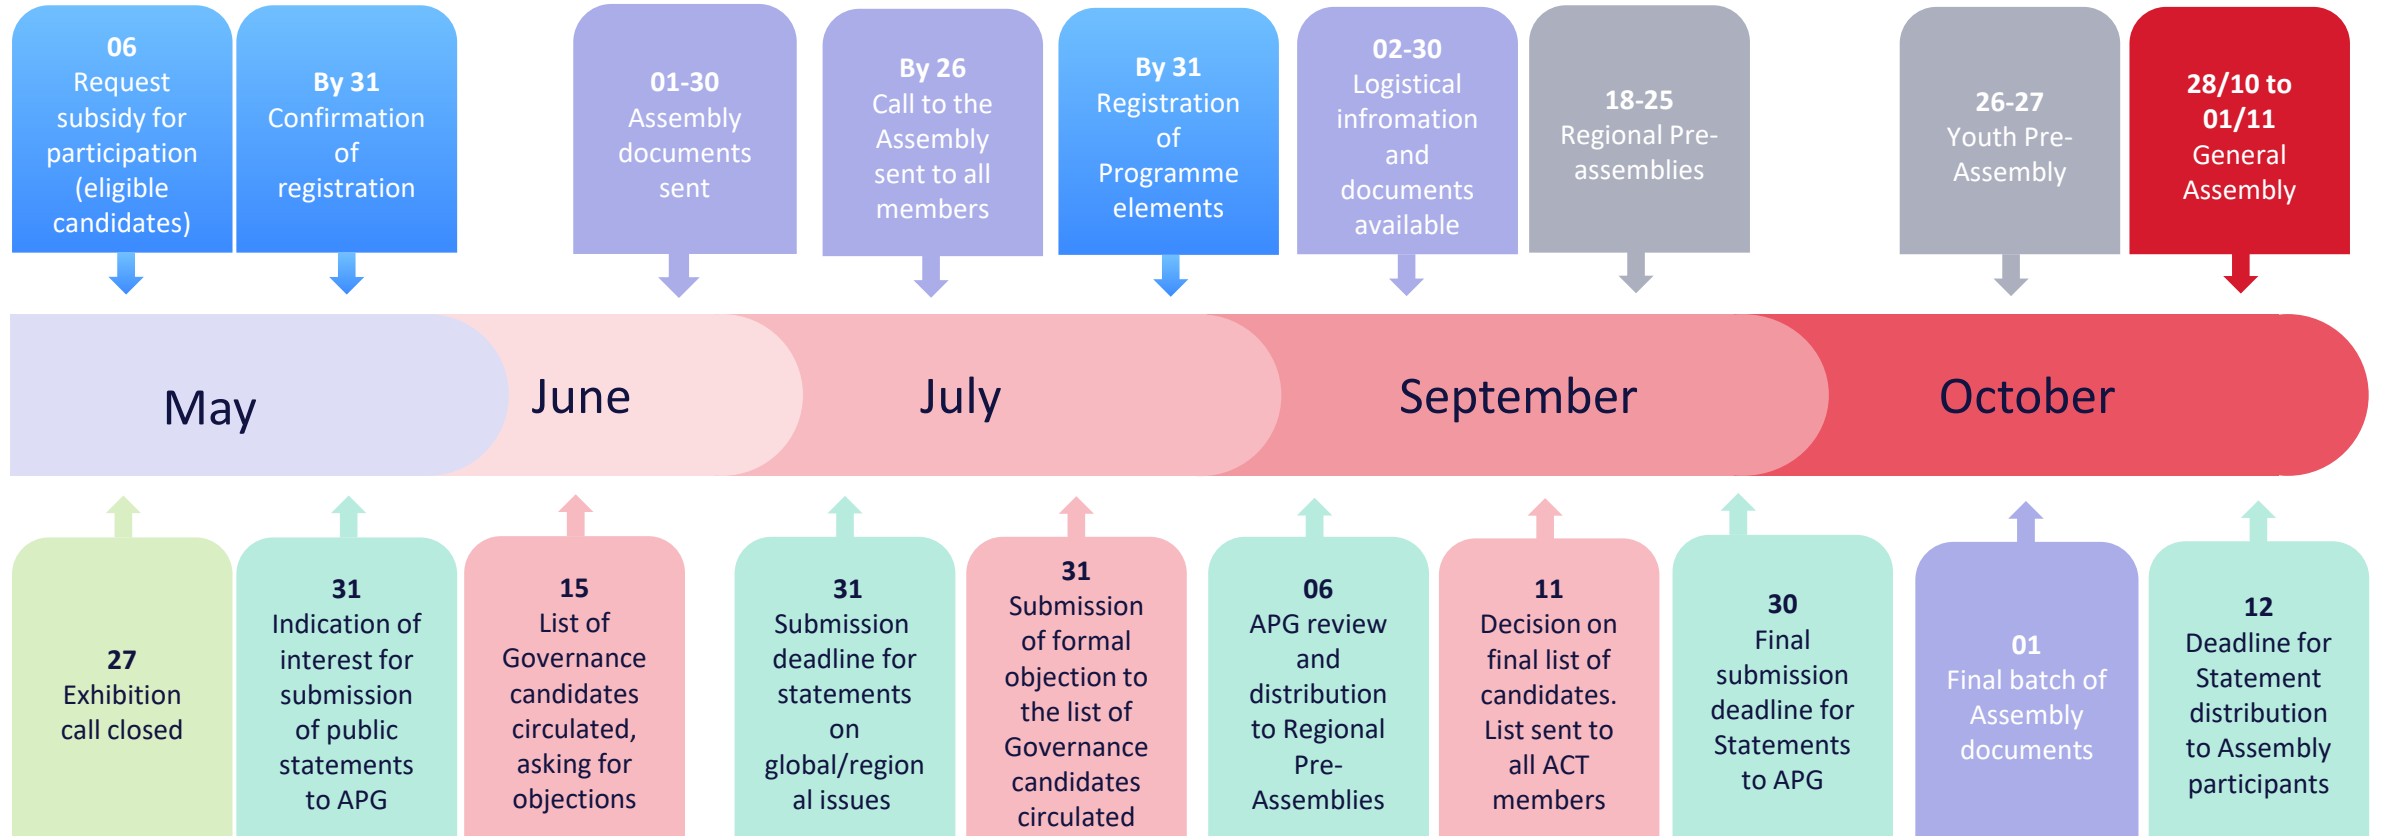 06
Request
subsidy for
participation
(eligible
candidates)
By 31
Confirmation
of
registration
01-30
Assembly
documents
sent
By 26
Call to the
Assembly
sent to all
members
By 31
Registration
of
Programme
elements
02-30
Logistical
infromation
and
documents
available
18-25
Regional Pre-
assemblies
26-27
Youth Pre-
Assembly
28/10 to
01/11
General
Assembly
May
June
July
September
October
27
Exhibition
call closed
31
Indication of
interest for
submission
of public
statements
to APG
15
List of
Governance
candidates
circulated,
asking for
objections
31
Submission
deadline for
statements
on
global/region
al issues
31
Submission
of formal
objection to
the list of
Governance
candidates
circulated
06
APG review
and
distribution
to Regional
Pre-
Assemblies
11
Decision on
final list of
candidates.
List sent to
all ACT
members
30
Final
submission
deadline for
Statements
to APG
01
Final batch of
Assembly
documents
12
Deadline for
Statement
distribution
to Assembly
participants